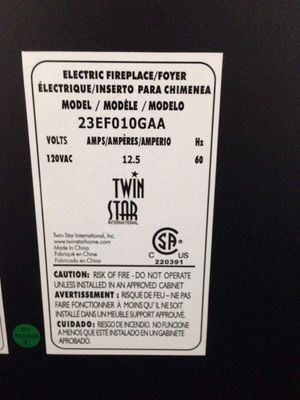 ELECTRIC FIREPLACE/FOYER
ÉLECTRIQUE/INSERTO PARA CHIMENEA
MODEL / MODÈLE / MODELO
23EF010GAA
VOLTS AMPS/AMPÈRES/AMPERIO Hz
120VAC 12.5 60
TWIN
STAR
INTERNATIONAL
Twin-Star International, Inc.
www.twinstarhome.com
Made in China
Fabriqué en Chine
Fabricado en China
SA
C US
220391
CAUTION: RISK OF FIRE - DO NOT OPERATE
UNLESS INSTALLED IN AN APPROVED CABINET
AVERTISSEMENT : RISQUE DE FEU – NE PAS
FAIRE FONCTIONNER À MOINS QU'IL NE SOIT
INSTALLÉ DANS UN MEUBLE SUPPORT APPROUVÉ.
CUIDADO: RIESGO DE INCENDIO. NO FUNCIONE
A MENOS QUE ESTE INSTALADO EN UN GABINETE
APROBADO.